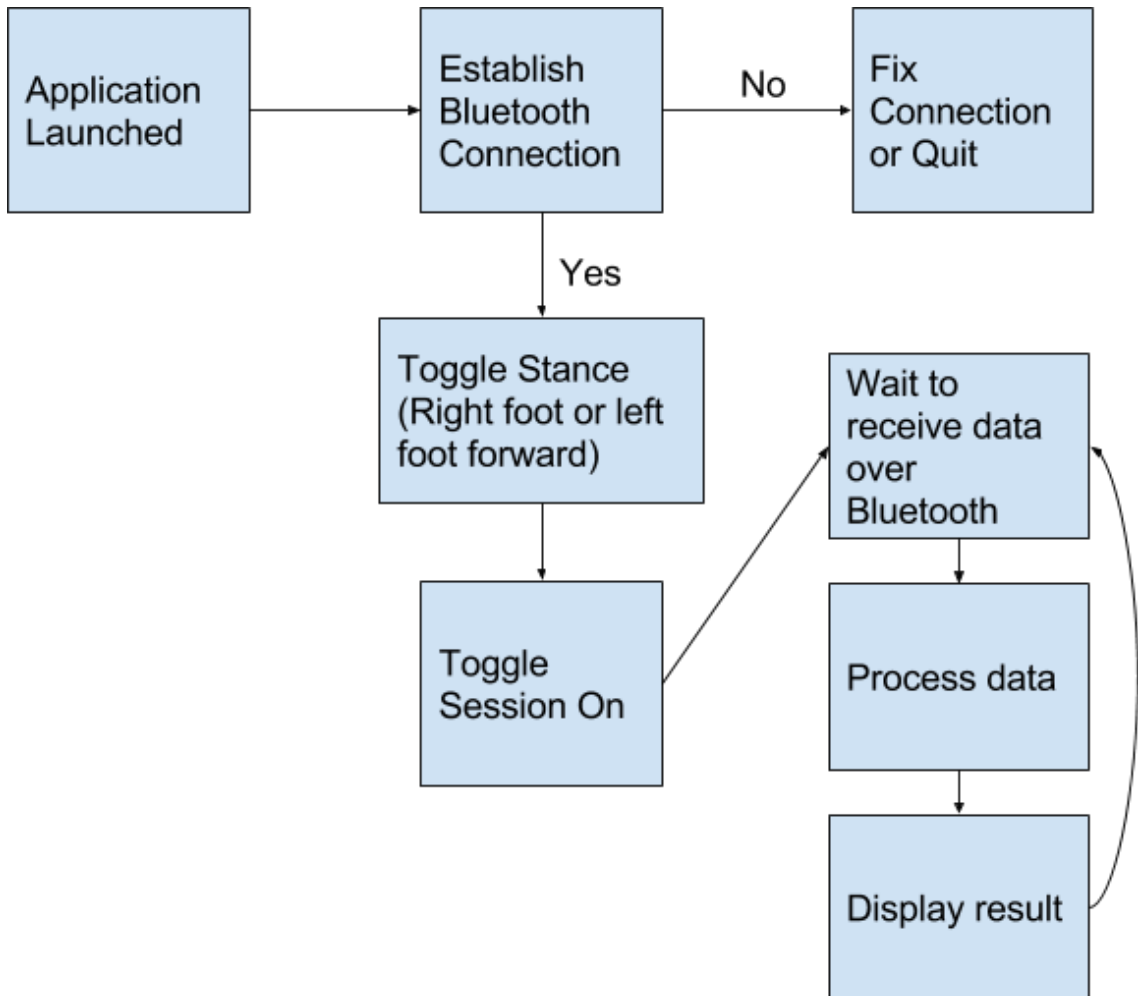 Application
Launched
Establish
Bluetooth
Connection
No
Fix
Connection
or Quit
Yes
Toggle Stance
(Right foot or left
foot forward)
Wait to
receive data
over
Bluetooth
Toggle
Session On
Process data
Display result